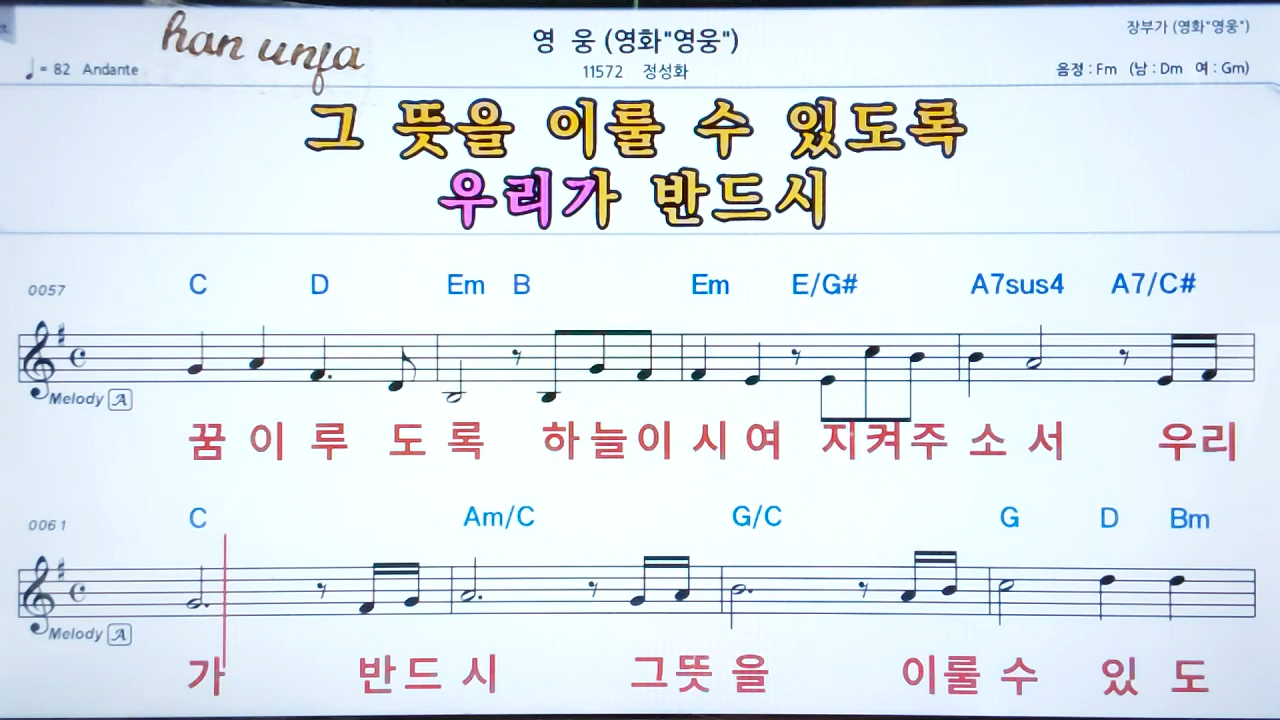 han unja
영 웅 (영화"영웅")
장부가 (영화"영웅")
♩= 82 Andante
11572 정성화
음정 : Fm (남 : Dm 여 : Gm)
그 뜻을 이룰 수 있도록
우리가 반드시
0057 C D Em B Em E/G# A7sus4 A7/C#
Melody A
꿈 이 루 도 록 하늘이 시 여 지켜주 소 서 우리
0061 C Am/C G/C G D Bm
Melody A
가 반드 시 그뜻 을 이룰 수 있 도